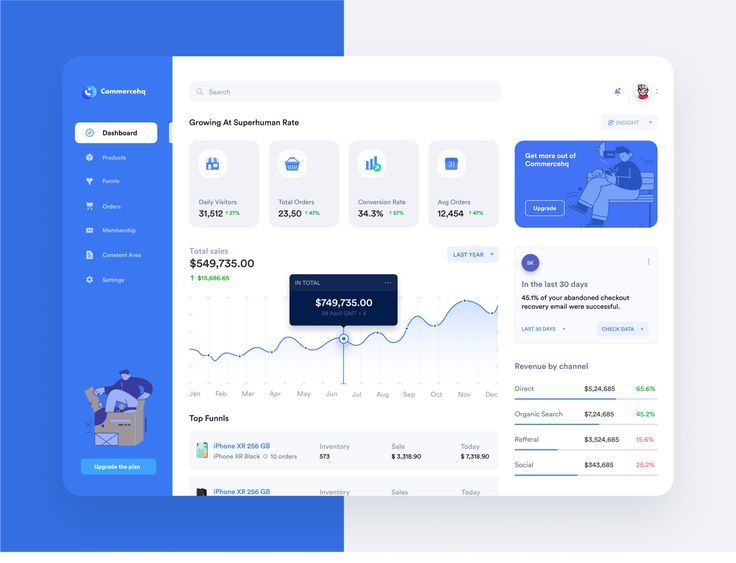 Commercehq
Dashboard
Products
Funnls
Orders
Membership
Conetent Area
Settings
Upgrade the plan
Search
Growing At Superhuman Rate
INSIGHT
Daily Visitors
31,512 ↑ 27%
Total Orders
23,50 ↑ 47%
Conversion Rate
34.3% ↑ 57%
Avg Orders
12,454 ↑ 47%
31
Get more out of
Commercehq
Upgrade
Total sales
$549,735.00
↑ $15,686.65
LAST YEAR
IN TOTAL
$749,735.00
08 April GMT + 6
Jan Feb Mar Apr May Jun Jul Aug Sep Oct Nov Dec
5K
In the last 30 days
45.1% of your abandoned checkout
recovery email were successful.
LAST 30 DAYS
CHECK DATA
Revenue by channel
Direct $5,24,685 65.6%
Organic Search $7,24,685 45.2%
Refferal $3,524,685 15.6%
Social $343,685 25.2%
Top Funnls
iPhone XR 256 GB
iPhone XR Black 10 orders
Inventory
573
Sale
$ 3,318.90
Today
$ 7,318.90
iPhone XR 256 GB
Inventory
Sales
Today